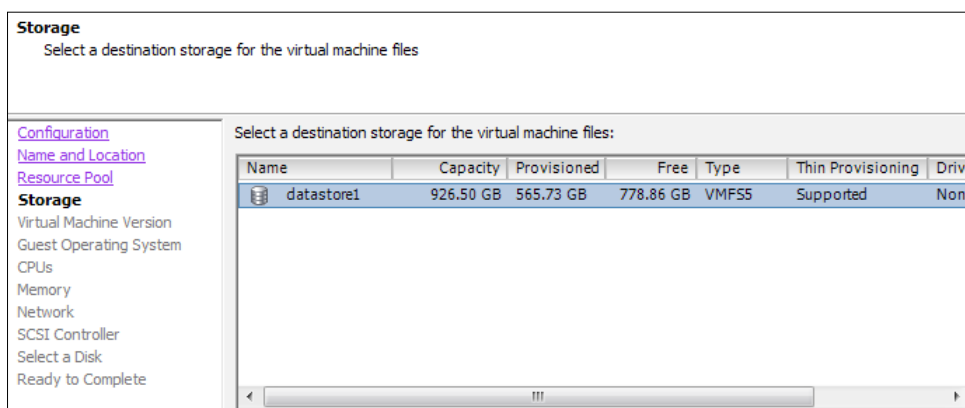 Storage
Select a destination storage for the virtual machine files
Configuration
Name and Location
Resource Pool
Storage
Virtual Machine Version
Guest Operating System
CPUs
Memory
Network
SCSI Controller
Select a Disk
Ready to Complete
Select a destination storage for the virtual machine files:
Name Capacity Provisioned Free Type Thin Provisioning Driv
datastore1 926.50 GB 565.73 GB 778.86 GB VMFS5 Supported Non